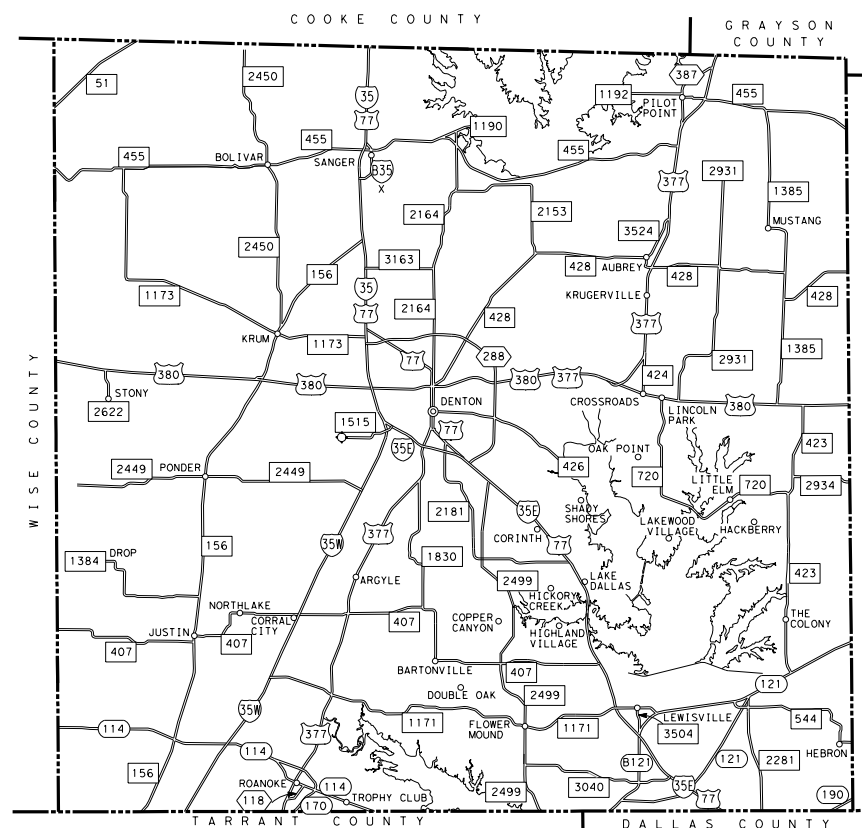 COOKE COUNTY
GRAYSON
COUNTY
387
51
2450
35
77
1192
PILOT
POINT
455
1190
455
455
BOLIVAR
SANGER
B35
X
455
377
2931
1385
2164
2153
3524
MUSTANG
2450
3163
156
428
AUBREY
428
1173
35
77
2164
428
KRUGERVILLE
428
377
KRUM
1173
77
288
2931
1385
380
380
380
377
424
STONY
2622
DENTON
CROSSROADS
LINCOLN
PARK
380
1515
77
35E
423
OAK POINT
2449
PONDER
2449
426
720
LITTLE
ELM
720
2934
WISE COUNTY
2181
35E
SHADY
SHORES
LAKEWOOD
VILLAGE
HACKBERRY
156
35W
377
CORINTH
77
1384
DROP
1830
423
ARGYLE
2499
LAKE
DALLAS
HICKORY
CREEK
NORTHLAKE
CORRAL
CITY
407
COPPER
CANYON
THE
COLONY
JUSTIN
407
407
HIGHLAND
VILLAGE
BARTONVILLE
407
121
DOUBLE OAK
2499
35W
1171
FLOWER
MOUND
1171
LEWISVILLE
3504
544
114
377
114
HEBRON
B121
121
2281
156
ROANOKE
114
118
170
TROPHY CLUB
2499
3040
35E
77
190
TARRANT COUNTY
DALLAS COUNTY